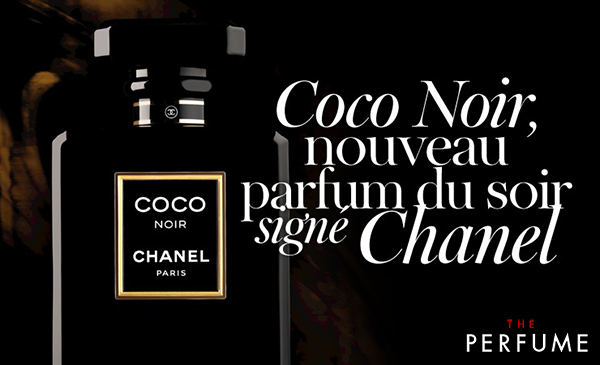 COCO
NOIR
CHANEL
PARIS
Coco Noir,
nouveau
parfum du soir
signé Chanel
THE
PERFUME